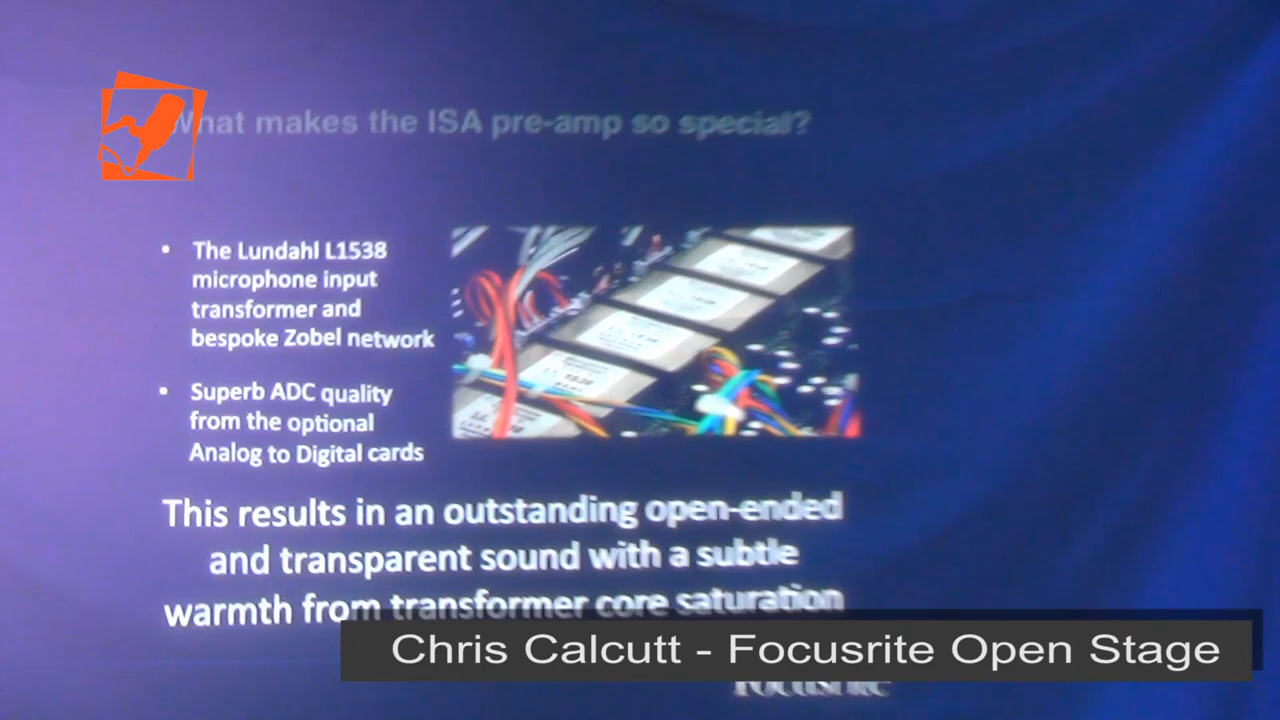 What makes the ISA pre-amp so special?
• The Lundahl L1538
microphone input
transformer and
bespoke Zobel network
• Superb ADC quality
from the optional
Analog to Digital cards
This results in an outstanding open-ended
and transparent sound with a subtle
warmth from transformer core saturation
Chris Calcutt - Focusrite Open Stage
Focusrite